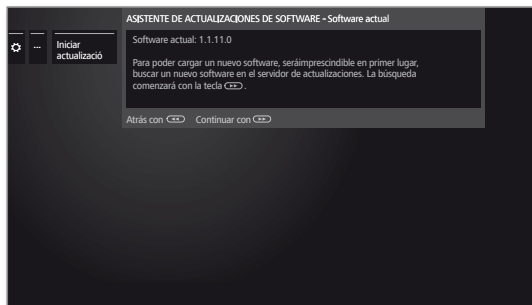 ASISTENTE DE ACTUALIZACIONES DE SOFTWARE - Software actual
...
Iniciar
actualizació
Software actual: 1.1.11.0
Para poder cargar un nuevo software, seráimprescindible en primer lugar,
buscar un nuevo software en el servidor de actualizaciones. La búsqueda
comenzará con la tecla .
Atrás con Continuar con